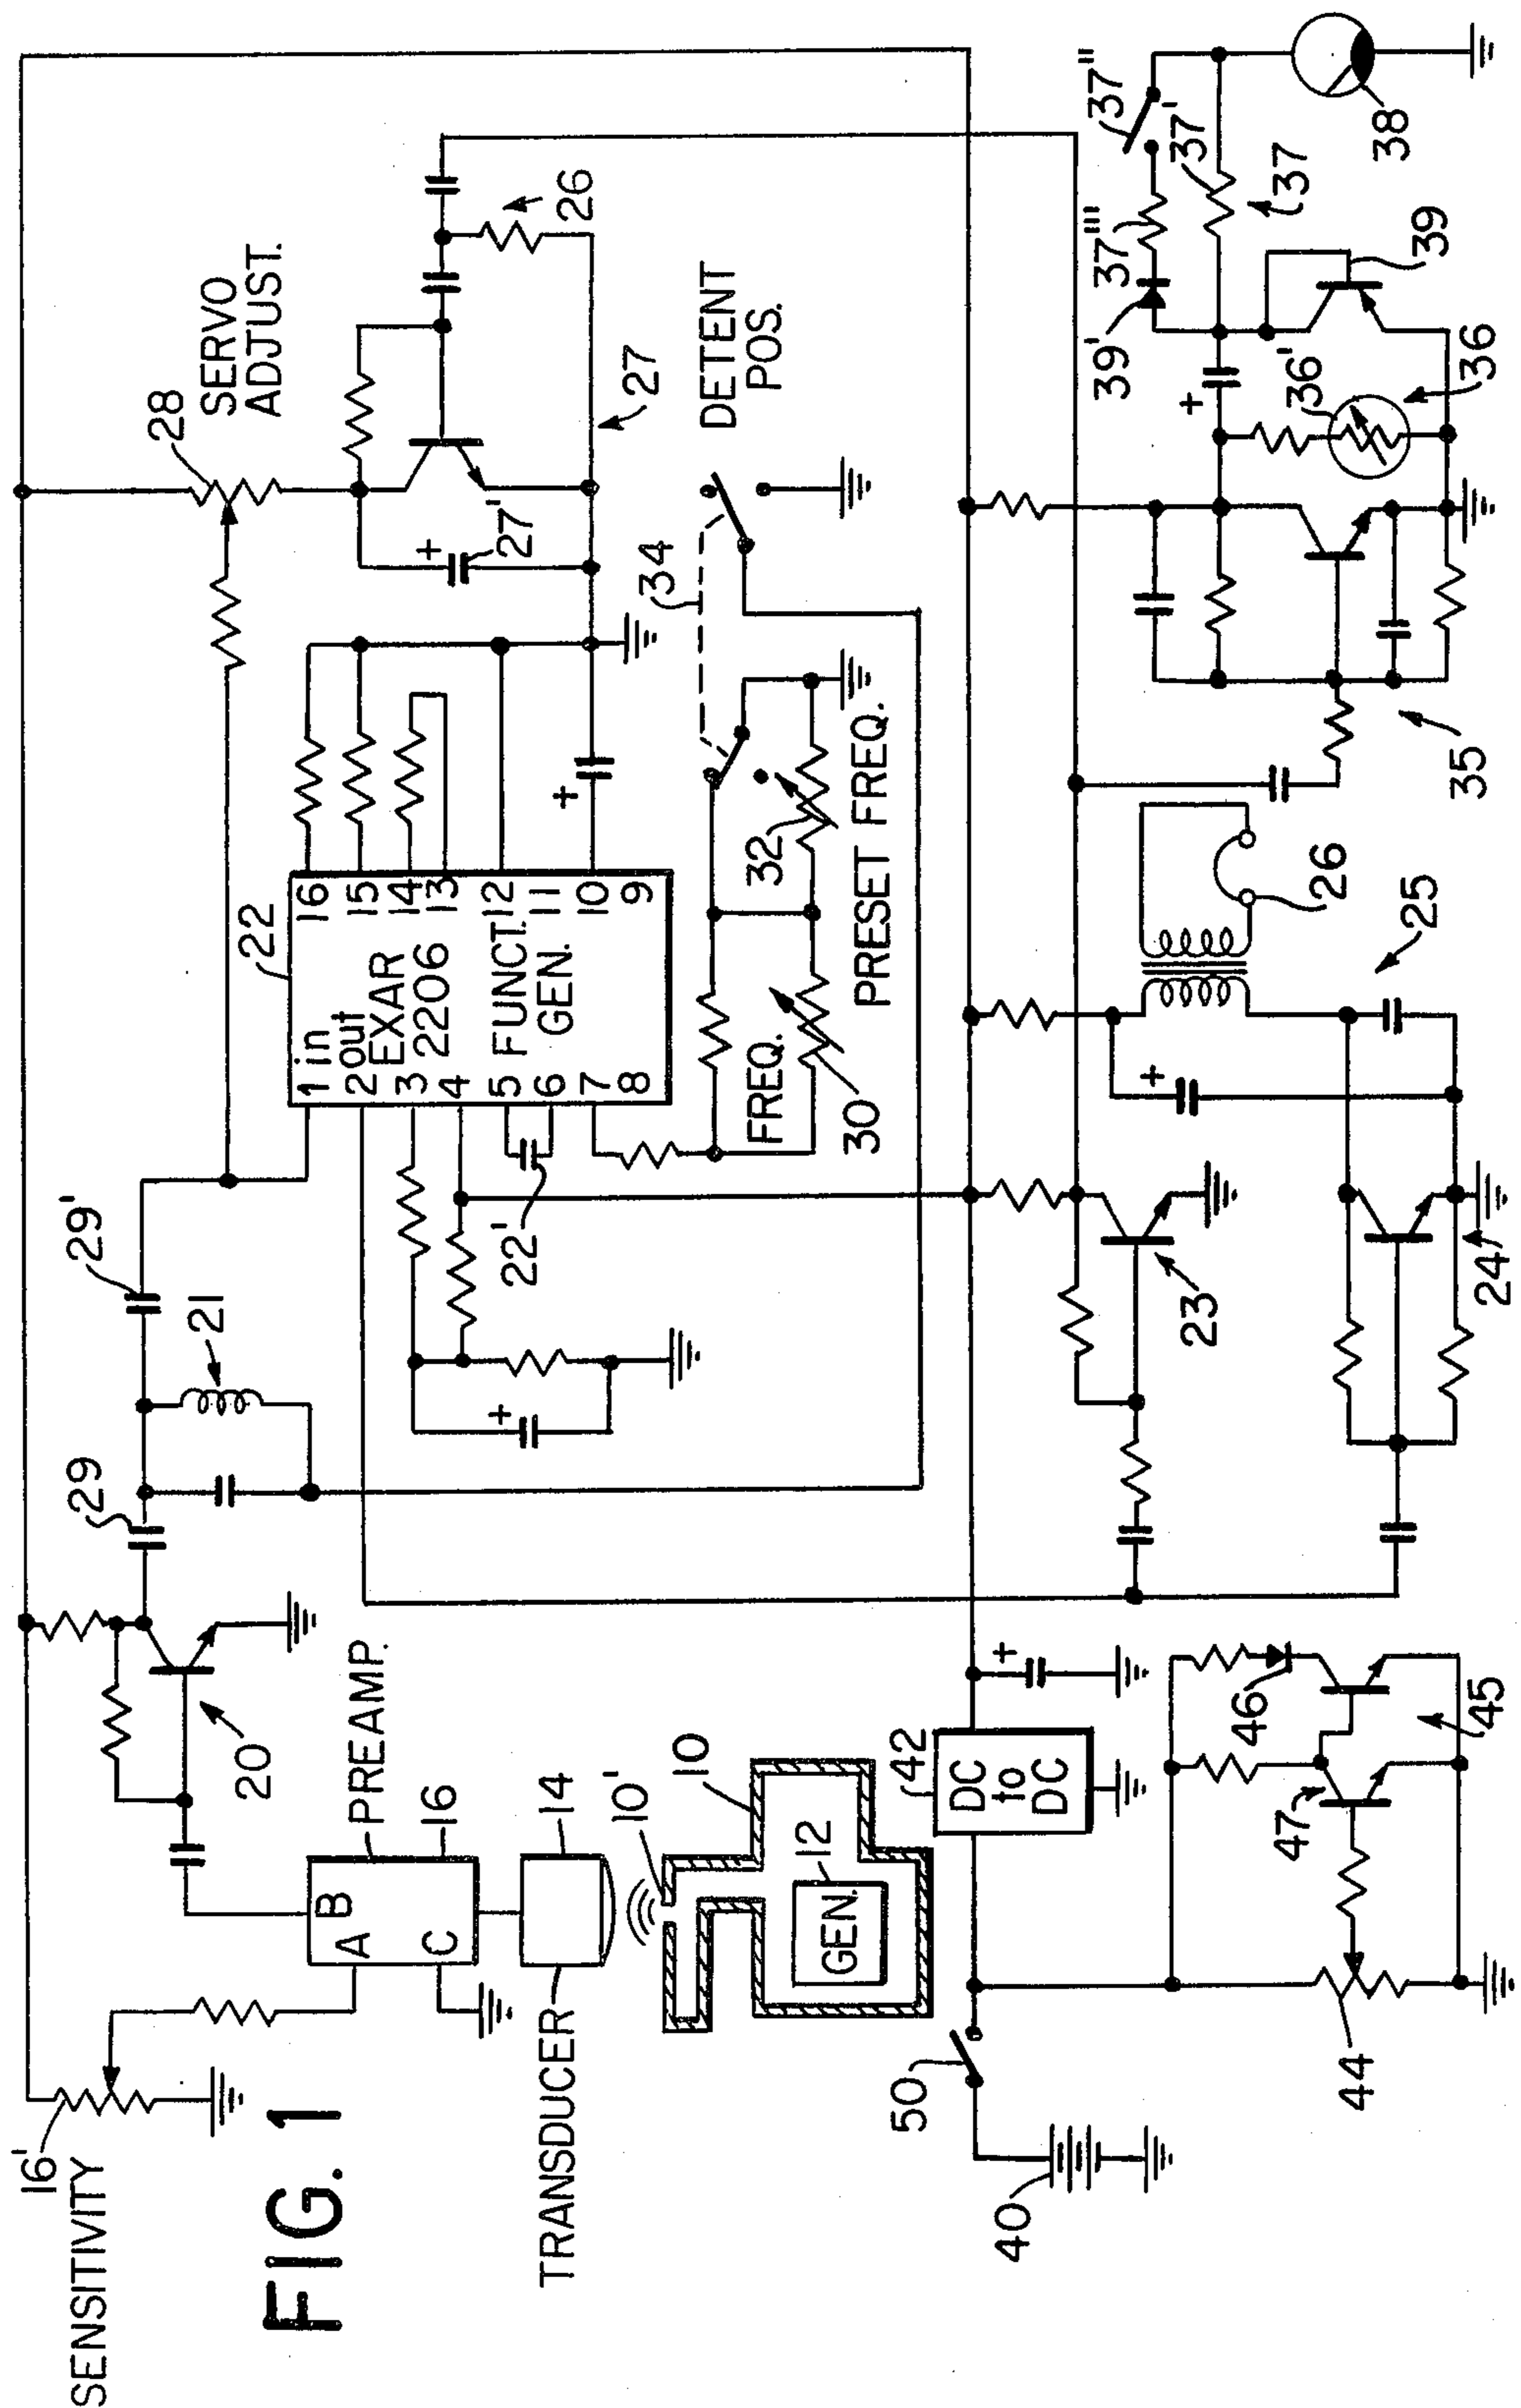 FIG. 1
SENSITIVITY
16'
PREAMP.
A
B
C
16
TRANSDUCER
14
10'
10
GEN.
12
20
29
29'
21
28
SERVO
ADJUST.
22
1 in
2 out
3
4
5
6
7
8
EXAR
2206
FUNCT.
GEN.
16
15
14
13
12
11
10
9
22'
+
+
+
27'
27
26
34
DETENT
POS.
FREQ.
30
32
PRESET FREQ.
50
40
42
DC
to
DC
+
44
45
46
47
23
24
25
26
+
35
36
36'
+
37
37'
37''
37'''
38
39
39'